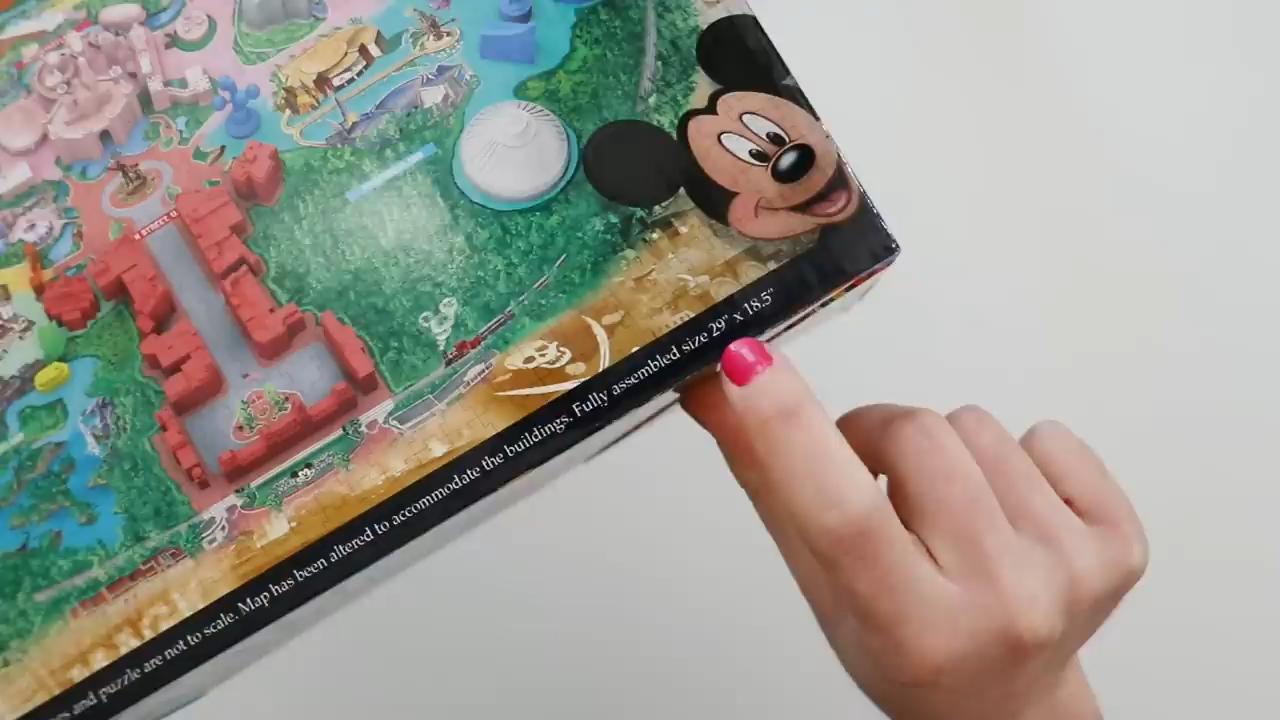 STREET U
and puzzle are not to scale. Map has been altered to accommodate the buildings. Fully assembled size 29" x 18.5"